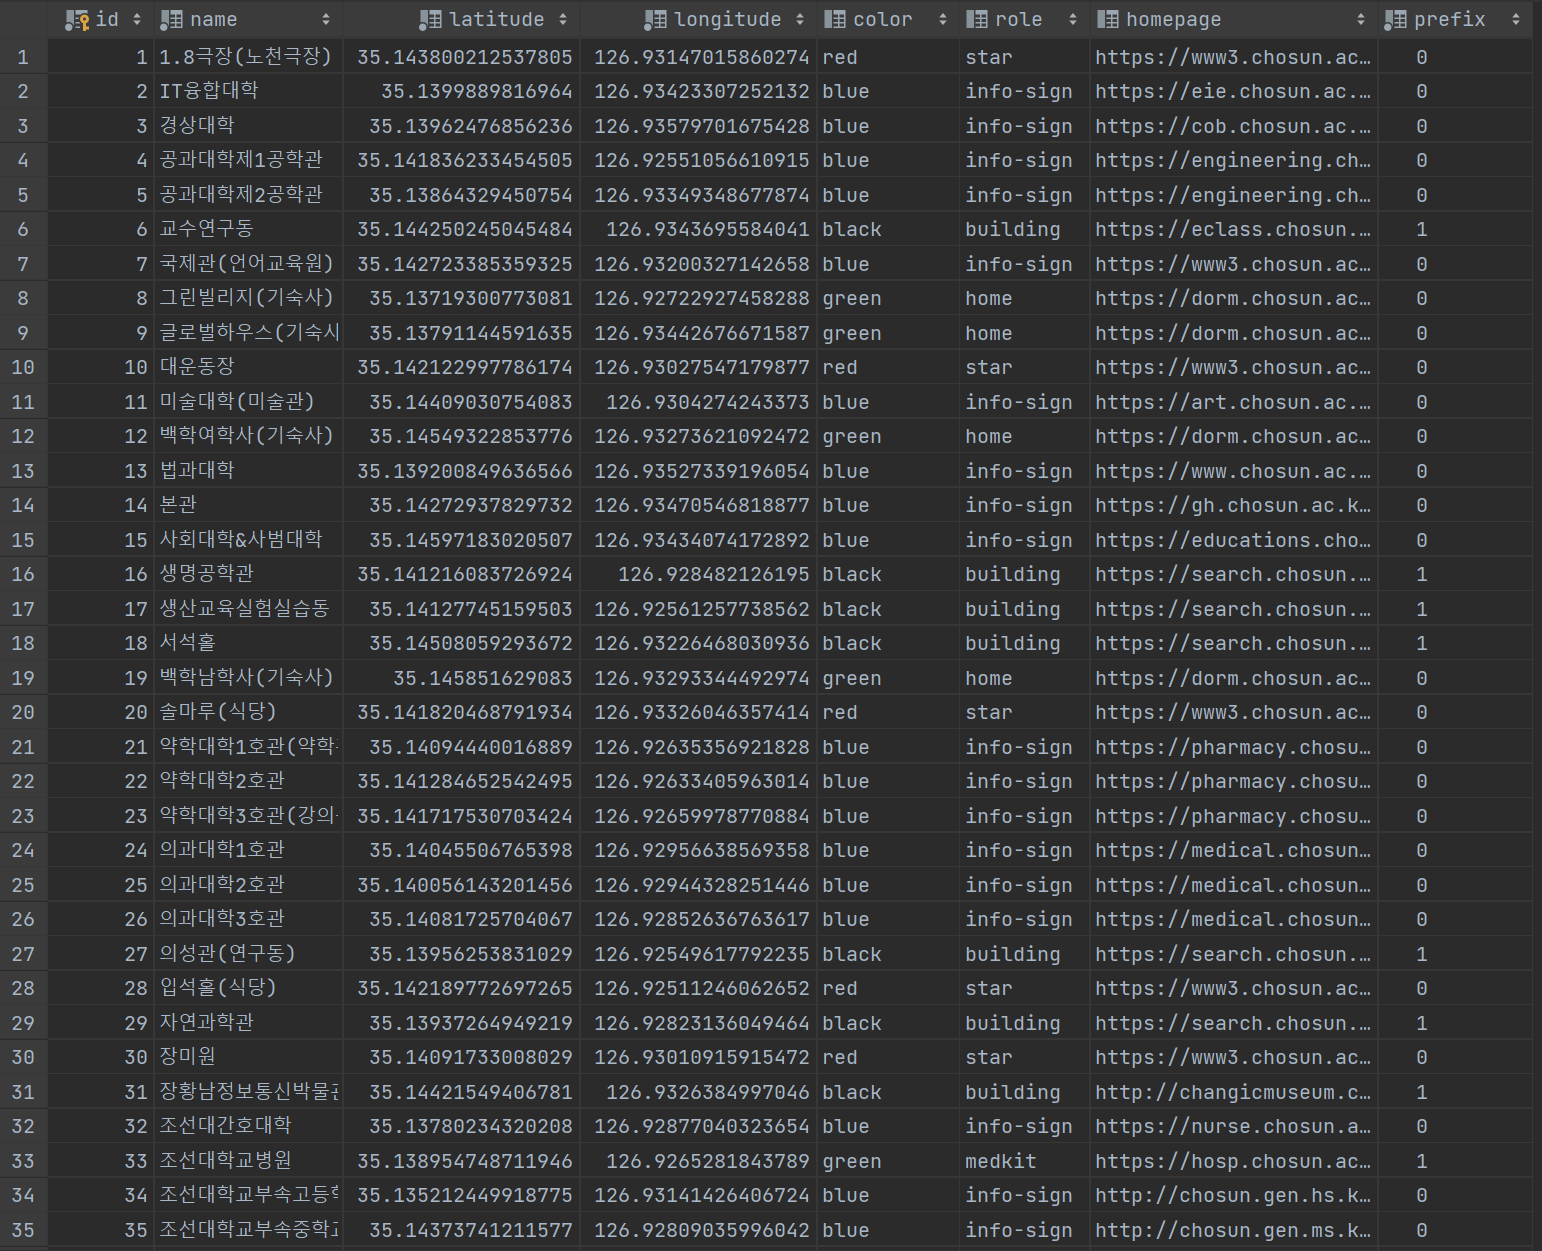 id name latitude longitude color role homepage prefix
1 1 1.8극장(노천극장) 35.143800212537805 126.93147015860274 red star https://www3.chosun.ac… 0
2 2 IT융합대학 35.1399889816964 126.93423307252132 blue info-sign https://eie.chosun.ac.… 0
3 3 경상대학 35.13962476856236 126.93579701675428 blue info-sign https://cob.chosun.ac.… 0
4 4 공과대학제1공학관 35.141836233454505 126.92551056610915 blue info-sign https://engineering.ch… 0
5 5 공과대학제2공학관 35.13864329450754 126.93349348677874 blue info-sign https://engineering.ch… 0
6 6 교수연구동 35.144250245045484 126.9343695584041 black building https://eclass.chosun.… 1
7 7 국제관(언어교육원) 35.142723385359325 126.93200327142658 blue info-sign https://www3.chosun.ac… 0
8 8 그린빌리지(기숙사) 35.13719300773081 126.92722927458288 green home https://dorm.chosun.ac… 0
9 9 글로벌하우스(기숙사 35.13791144591635 126.93442676671587 green home https://dorm.chosun.ac… 0
10 10 대운동장 35.142122997786174 126.93027547179877 red star https://www3.chosun.ac… 0
11 11 미술대학(미술관) 35.14409030754083 126.9304274243373 blue info-sign https://art.chosun.ac.… 0
12 12 백학여학사(기숙사) 35.14549322853776 126.93273621092472 green home https://dorm.chosun.ac… 0
13 13 법과대학 35.139200849636566 126.93527339196054 blue info-sign https://www.chosun.ac.… 0
14 14 본관 35.14272937829732 126.93470546818877 blue info-sign https://gh.chosun.ac.k… 0
15 15 사회대학&사범대학 35.14597183020507 126.93434074172892 blue info-sign https://educations.cho… 0
16 16 생명공학관 35.141216083726924 126.928482126195 black building https://search.chosun.… 1
17 17 생산교육실험실습동 35.14127745159503 126.92561257738562 black building https://search.chosun.… 1
18 18 서석홀 35.14508059293672 126.93226468030936 black building https://search.chosun.… 1
19 19 백학남학사(기숙사) 35.145851629083 126.93293344492974 green home https://dorm.chosun.ac… 0
20 20 솔마루(식당) 35.141820468791934 126.93326046357414 red star https://www3.chosun.ac… 0
21 21 약학대학1호관(약학 35.14094440016889 126.92635356921828 blue info-sign https://pharmacy.chosu… 0
22 22 약학대학2호관 35.141284652542495 126.92633405963014 blue info-sign https://pharmacy.chosu… 0
23 23 약학대학3호관(강의 35.141717530703424 126.92659978770884 blue info-sign https://pharmacy.chosu… 0
24 24 의과대학1호관 35.14045506765398 126.92956638569358 blue info-sign https://medical.chosun… 0
25 25 의과대학2호관 35.140056143201456 126.92944328251446 blue info-sign https://medical.chosun… 0
26 26 의과대학3호관 35.14081725704067 126.92852636763617 blue info-sign https://medical.chosun… 0
27 27 의성관(연구동) 35.13956253831029 126.92549617792235 black building https://search.chosun.… 1
28 28 입석홀(식당) 35.142189772697265 126.92511246062652 red star https://www3.chosun.ac… 0
29 29 자연과학관 35.13937264949219 126.92823136049464 black building https://search.chosun.… 1
30 30 장미원 35.14091733008029 126.93010915915472 red star https://www3.chosun.ac… 0
31 31 장황남정보통신박물관 35.14421549406781 126.9326384997046 black building http://changicmuseum.c… 1
32 32 조선대간호대학 35.13780234320208 126.92877040323654 blue info-sign https://nurse.chosun.a… 0
33 33 조선대학교병원 35.138954748711946 126.9265281843789 green medkit https://hosp.chosun.ac… 1
34 34 조선대학교부속고등학 35.135212449918775 126.93141426406724 blue info-sign http://chosun.gen.hs.k… 0
35 35 조선대학교부속중학교 35.14373741211577 126.92809035996042 blue info-sign http://chosun.gen.ms.k… 0